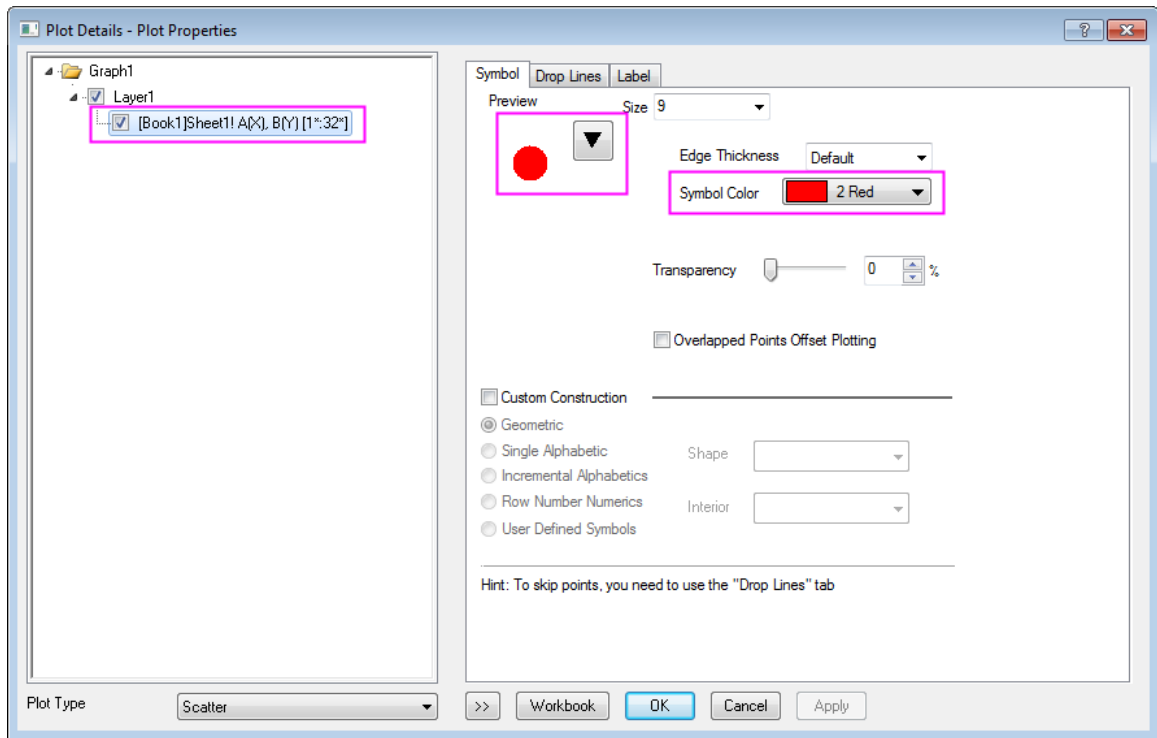 Plot Details - Plot Properties
Graph1
Layer1
[Book1]Sheet1! A(X), B(Y) [1*:32*]
Symbol Drop Lines Label
Preview
Size 9
Edge Thickness Default
Symbol Color 2 Red
Transparency 0 %
Overlapped Points Offset Plotting
Custom Construction
Geometric
Single Alphabetic
Shape
Incremental Alphabetics
Row Number Numerics
Interior
User Defined Symbols
Hint: To skip points, you need to use the "Drop Lines" tab
Plot Type Scatter >> Workbook OK Cancel Apply